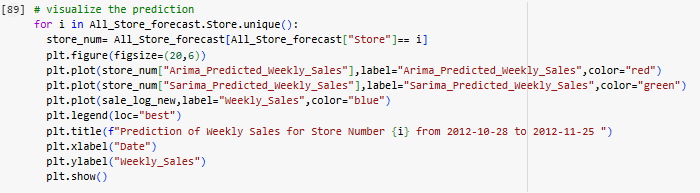 [89] # visualize the prediction
for i in All_Store_forecast.Store.unique():
store_num= All_Store_forecast[All_Store_forecast["Store"]== i]
plt.figure(figsize=(20,6))
plt.plot(store_num["Arima_Predicted_Weekly_Sales"],label="Arima_Predicted_Weekly_Sales",color="red")
plt.plot(store_num["Sarima_Predicted_Weekly_Sales"],label="Sarima_Predicted_Weekly_Sales",color="green")
plt.plot(sale_log_new,label="Weekly_Sales",color="blue")
plt.legend(loc="best")
plt.title(f"Prediction of Weekly Sales for Store Number {i} from 2012-10-28 to 2012-11-25 ")
plt.xlabel("Date")
plt.ylabel("Weekly_Sales")
plt.show()